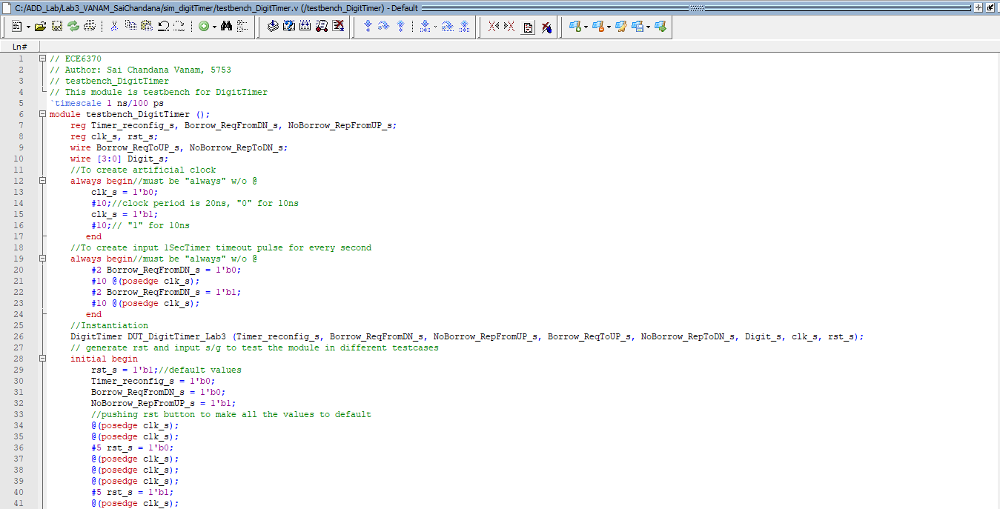 C:/ADD_Lab/Lab3_VANAM_SaiChandana/sim_digitTimer/testbench_DigitTimer.v (/testbench_DigitTimer) - Default
Ln#
1 // ECE6370
2 // Author: Sai Chandana Vanam, 5753
3 // testbench_DigitTimer
4 // This module is testbench for DigitTimer
5 `timescale 1 ns/100 ps
6 module testbench_DigitTimer ();
7 reg Timer_reconfig_s, Borrow_ReqFromDN_s, NoBorrow_RepFromUP_s;
8 reg clk_s, rst_s;
9 wire Borrow_ReqToUP_s, NoBorrow_RepToDN_s;
10 wire [3:0] Digit_s;
11 //To create artificial clock
12 always begin//must be "always" w/o @
13 clk_s = 1'b0;
14 #10;//clock period is 20ns, "0" for 10ns
15 clk_s = 1'b1;
16 #10;// "1" for 10ns
17 end
18 //To create input 1SecTimer timeout pulse for every second
19 always begin//must be "always" w/o @
20 #2 Borrow_ReqFromDN_s = 1'b0;
21 #10 @(posedge clk_s);
22 #2 Borrow_ReqFromDN_s = 1'b1;
23 #10 @(posedge clk_s);
24 end
25 //Instantiation
26 DigitTimer DUT_DigitTimer_Lab3 (Timer_reconfig_s, Borrow_ReqFromDN_s, NoBorrow_RepFromUP_s, Borrow_ReqToUP_s, NoBorrow_RepToDN_s, Digit_s, clk_s, rst_s);
27 // generate rst and input s/g to test the module in different testcases
28 initial begin
29 rst_s = 1'b1;//default values
30 Timer_reconfig_s = 1'b0;
31 Borrow_ReqFromDN_s = 1'b0;
32 NoBorrow_RepFromUP_s = 1'b1;
33 //pushing rst button to make all the values to default
34 @(posedge clk_s);
35 @(posedge clk_s);
36 #5 rst_s = 1'b0;
37 @(posedge clk_s);
38 @(posedge clk_s);
39 @(posedge clk_s);
40 #5 rst_s = 1'b1;
41 @(posedge clk_s);